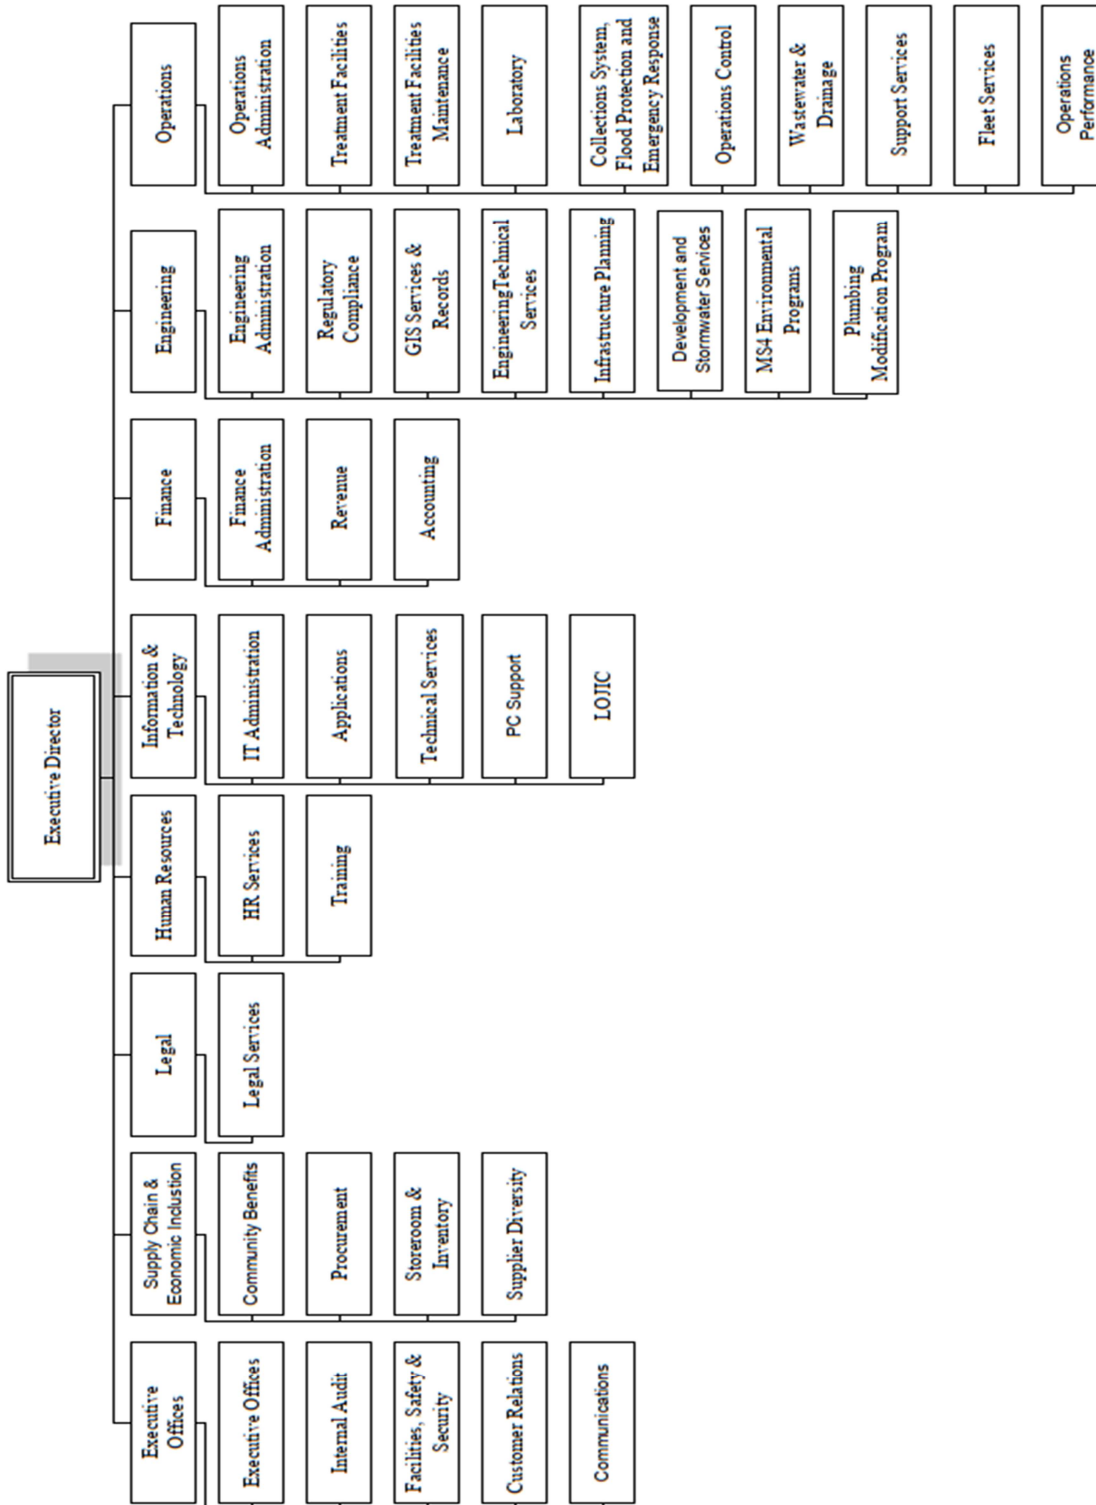 Executive Director
Executive
Offices
Executive Offices
Internal Audit
Facilities, Safety &
Security
Customer Relations
Communications
Supply Chain &
Economic Inclustion
Community Benefits
Procurement
Storeroom &
Inventory
Supplier Diversity
Legal
Legal Services
Human Resources
HR Services
Training
Information &
Technology
IT Administration
Applications
Technical Services
PC Support
LOJIC
Finance
Finance
Administration
Revenue
Accounting
Engineering
Engineering
Administration
Regulatory
Compliance
GIS Services &
Records
EngineeringTechnical
Services
Infrastructure Planning
Development and
Stormwater Services
MS4 Environmental
Programs
Plumbing
Modification Program
Operations
Operations
Administration
Treatment Facilities
Treatment Facilities
Maintenance
Laboratory
Collections System,
Flood Protection and
Emergency Response
Operations Control
Wastewater &
Drainage
Support Services
Fleet Services
Operations
Performance